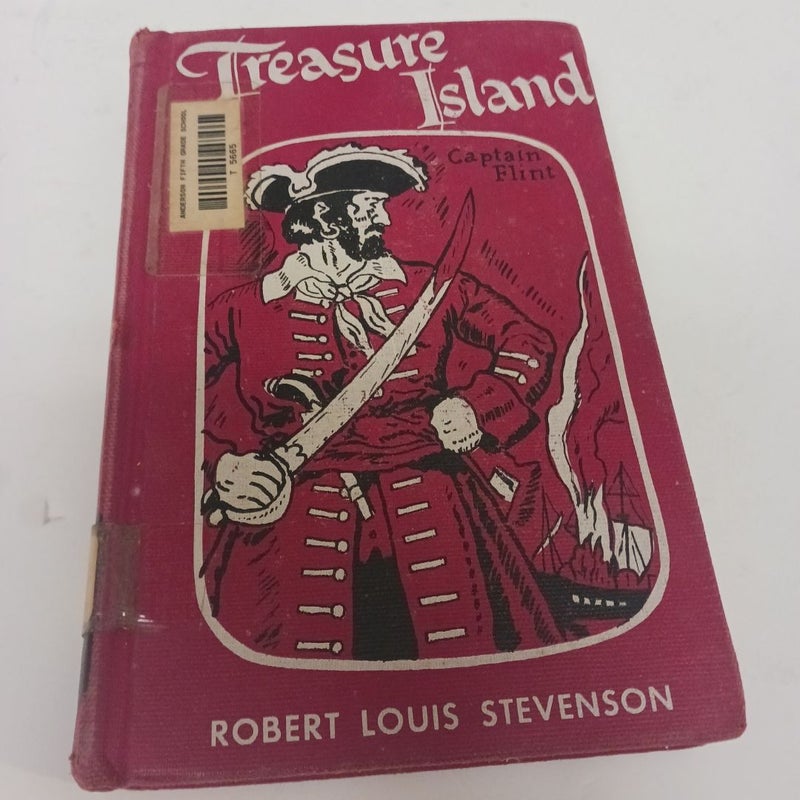 Treasure
Island
Captain
Flint
ANDERSON FIFTH GRADE SCHOOL
T 5665
ROBERT LOUIS STEVENSON